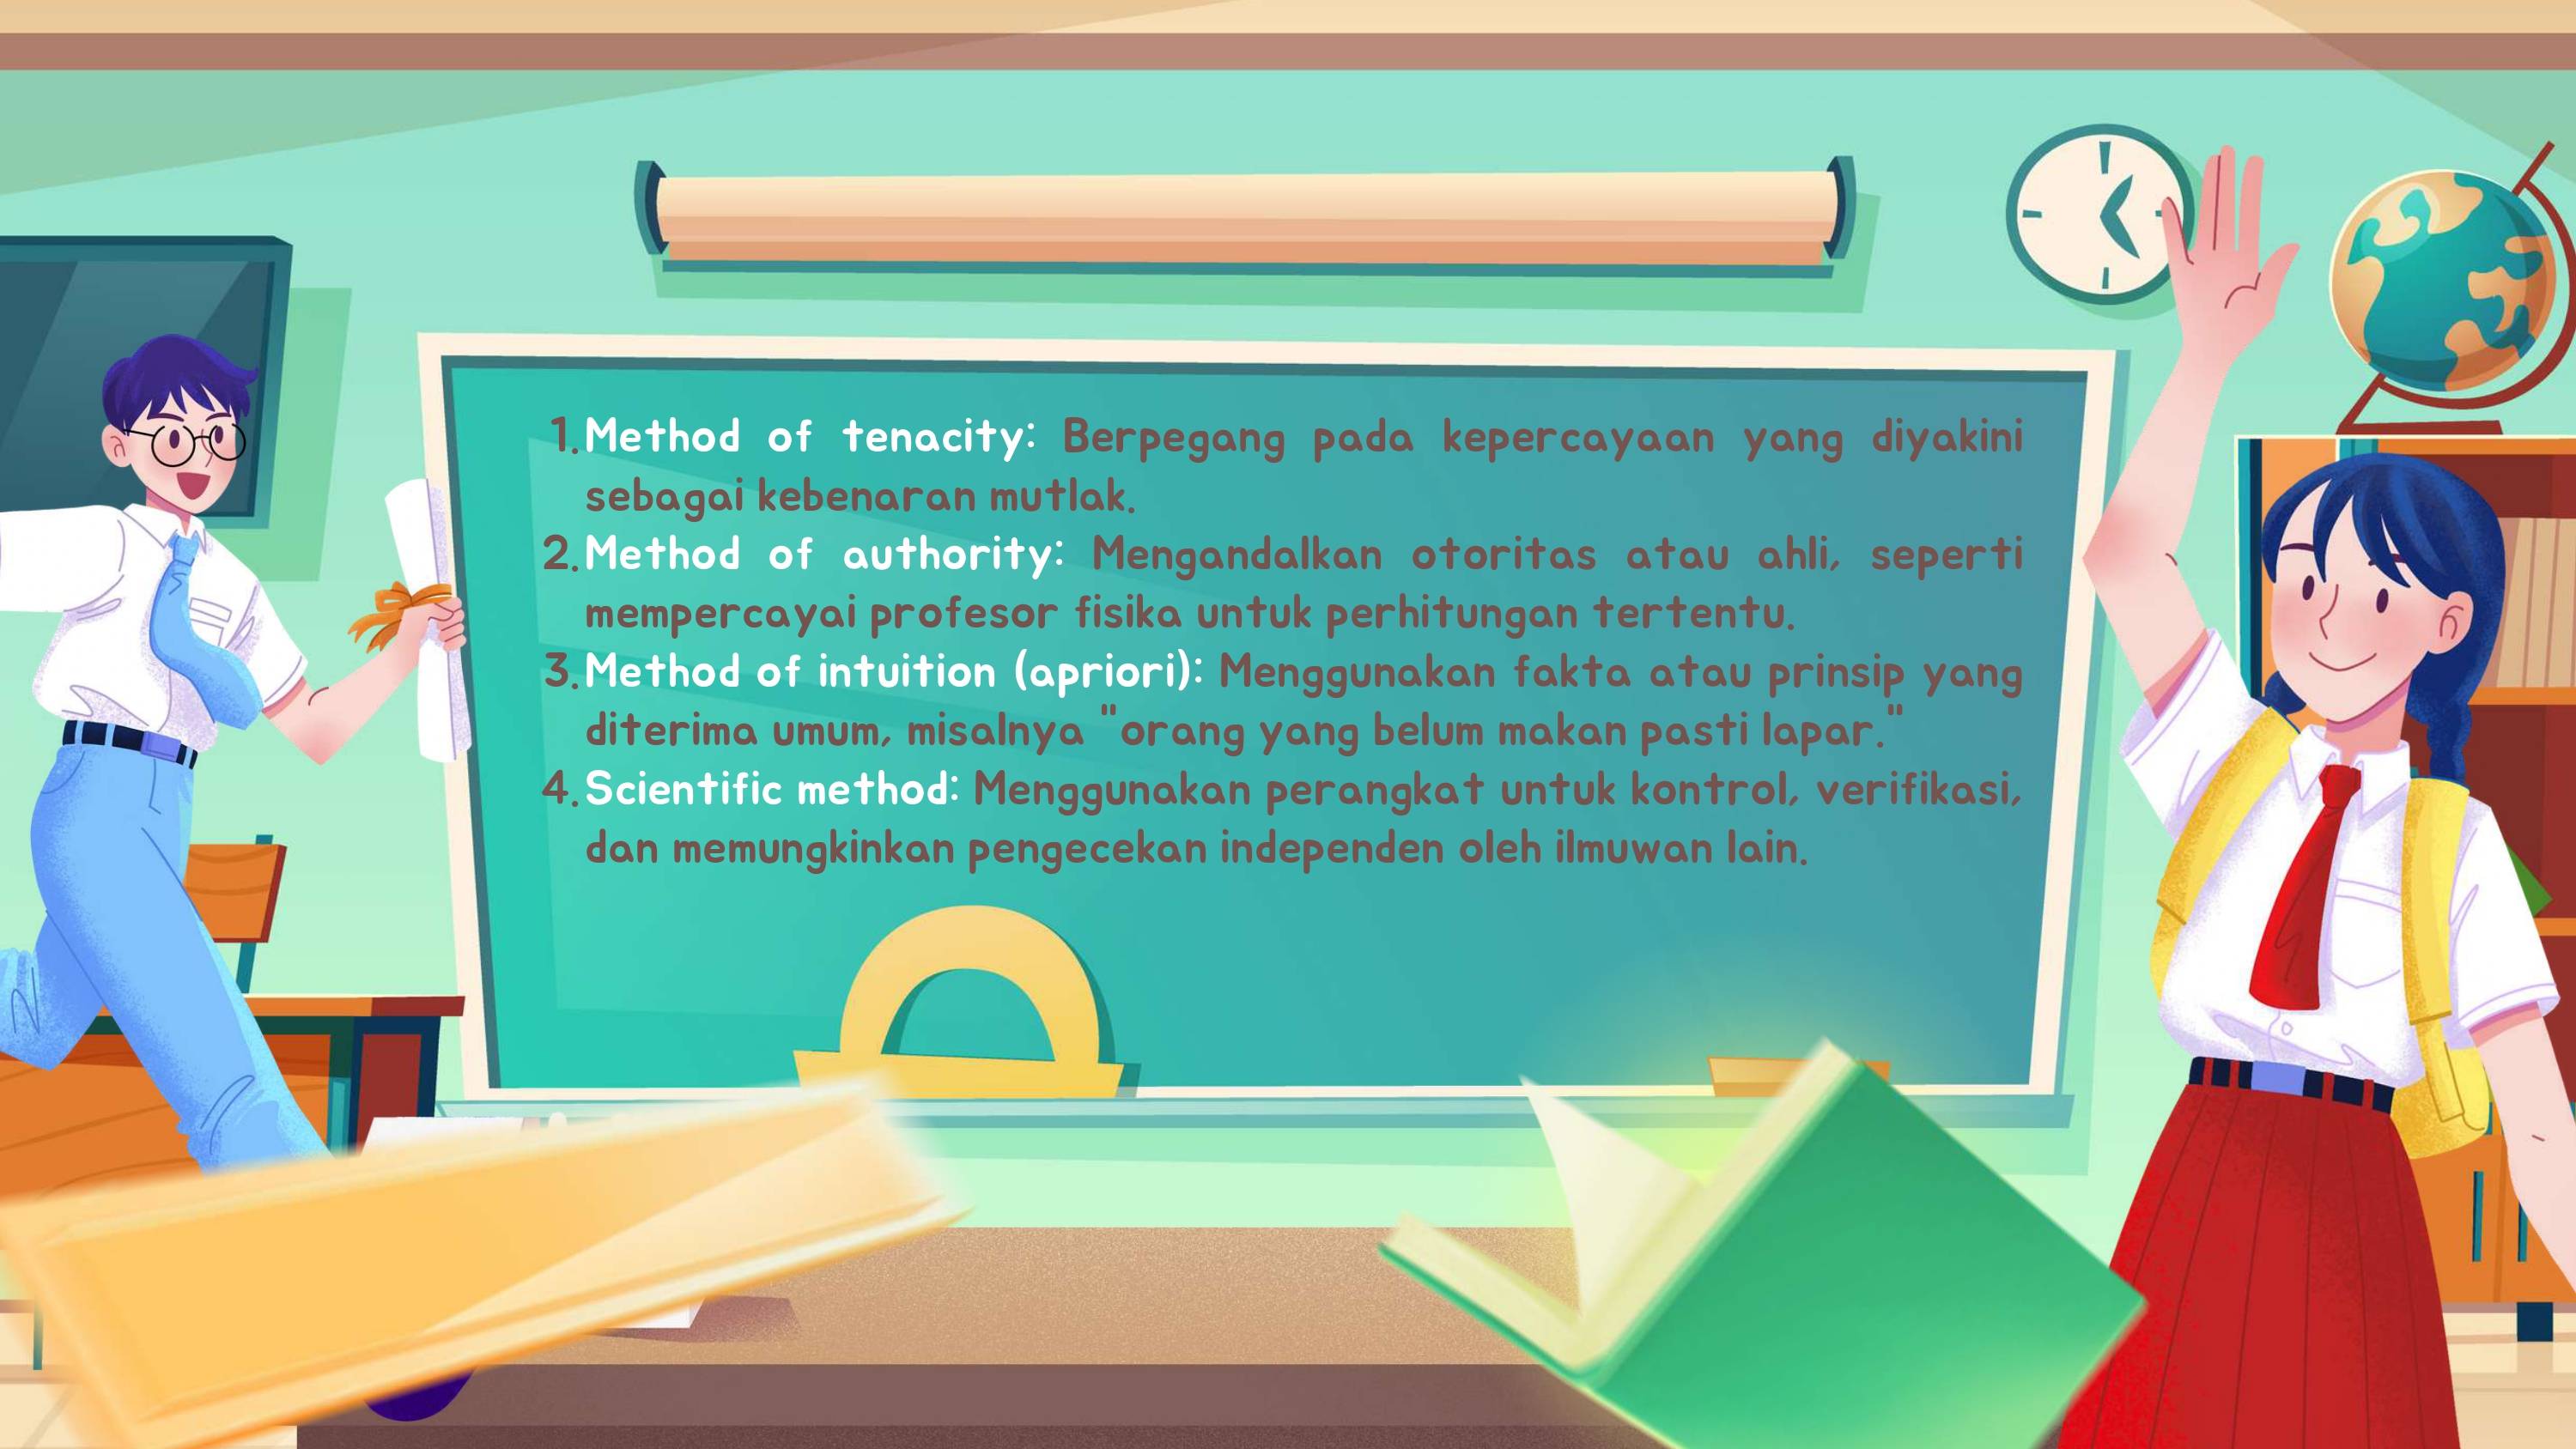 1. Method of tenacity: Berpegang pada kepercayaan yang diyakini
sebagai kebenaran mutlak.
2. Method of authority: Mengandalkan otoritas atau ahli, seperti
mempercayai profesor fisika untuk perhitungan tertentu.
3. Method of intuition (apriori): Menggunakan fakta atau prinsip yang
diterima umum, misalnya "orang yang belum makan pasti lapar."
4. Scientific method: Menggunakan perangkat untuk kontrol, verifikasi,
dan memungkinkan pengecekan independen oleh ilmuwan lain.